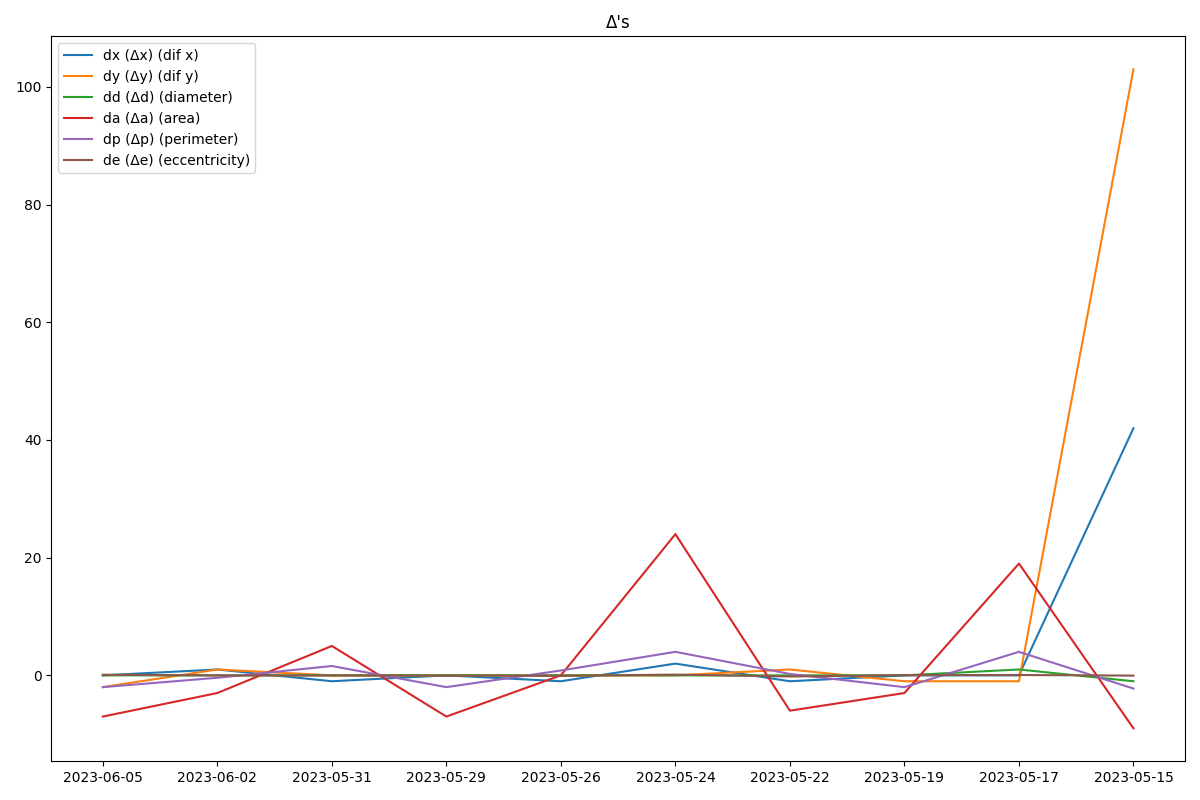 Δ's
dx (Δx) (dif x)
dy (Δy) (dif y)
dd (Δd) (diameter)
da (Δa) (area)
dp (Δp) (perimeter)
de (Δe) (eccentricity)
100
80
60
40
20
0
2023-06-05 2023-06-02 2023-05-31 2023-05-29 2023-05-26 2023-05-24 2023-05-22 2023-05-19 2023-05-17 2023-05-15